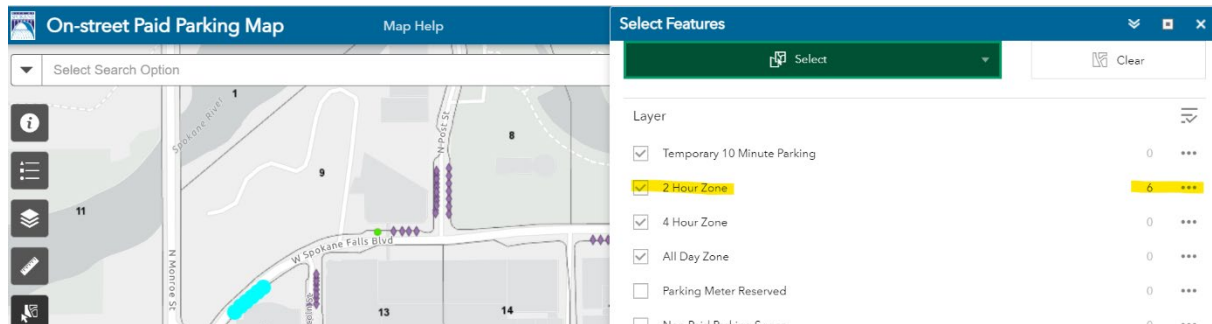 On-street Paid Parking Map
Map Help
Select Features
Select Search Option
Select
Clear
Layer
Temporary 10 Minute Parking 0
2 Hour Zone 6
4 Hour Zone 0
All Day Zone 0
Parking Meter Reserved 0
1
Spokane River
N Post St
8
9
11
W Spokane Falls Blvd
N Monroe St
13
14